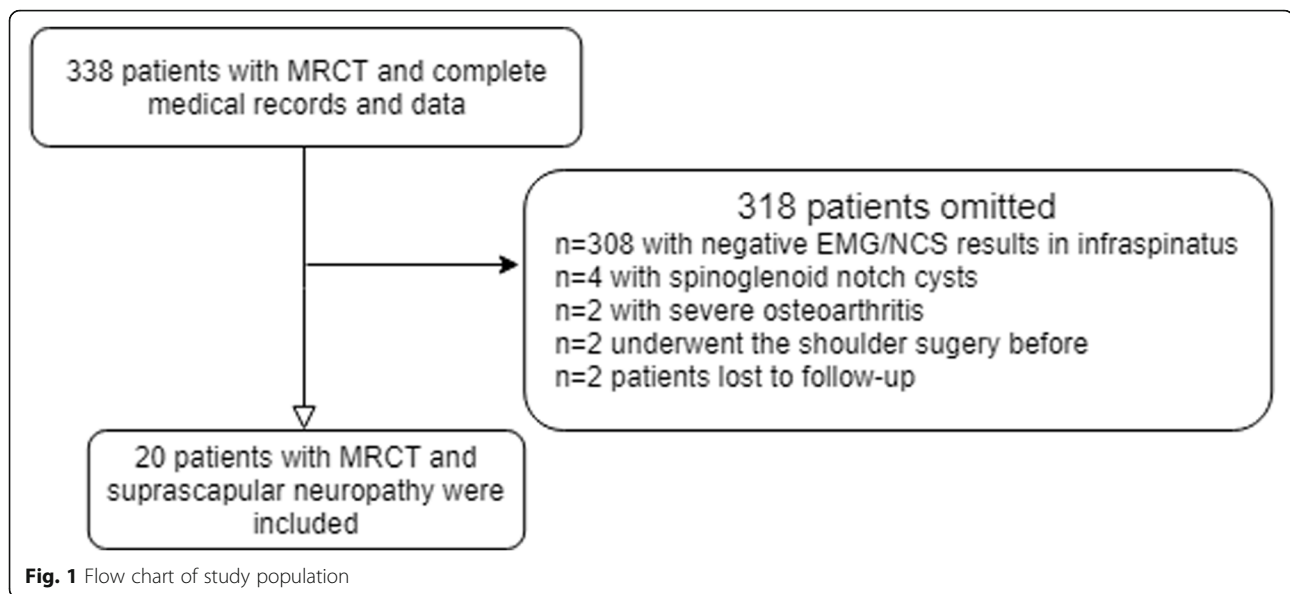 338 patients with MRCT and complete
medical records and data
318 patients omitted
n=308 with negative EMG/NCS results in infraspinatus
n=4 with spinoglenoid notch cysts
n=2 with severe osteoarthritis
n=2 underwent the shoulder sugery before
n=2 patients lost to follow-up
20 patients with MRCT and
suprascapular neuropathy were
included
Fig. 1 Flow chart of study population